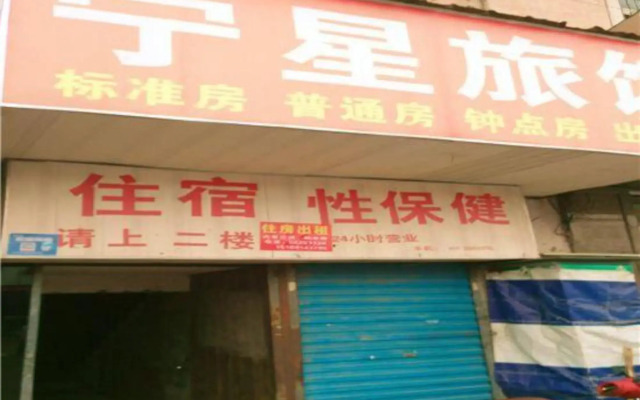 宁星旅馆
标准房 普通房 钟点房 出
住宿 性保健
请上二楼
24小时营业
住房出租